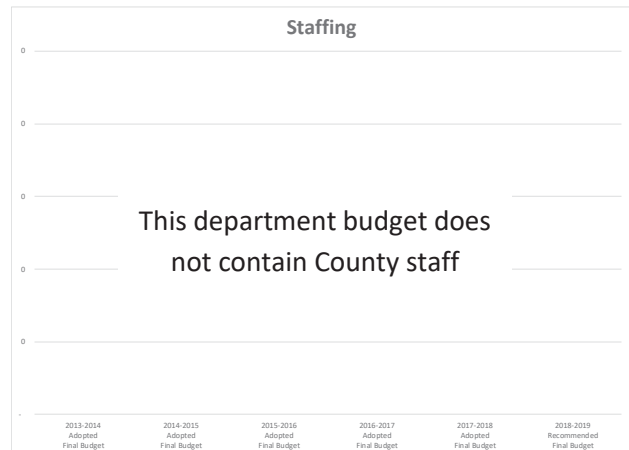 Staffing
0
0
0
This department budget does
not contain County staff
0
0
-
2013-2014 2014-2015 2015-2016 2016-2017 2017-2018 2018-2019
Adopted Adopted Adopted Adopted Adopted Recommended
Final Budget Final Budget Final Budget Final Budget Final Budget Final Budget